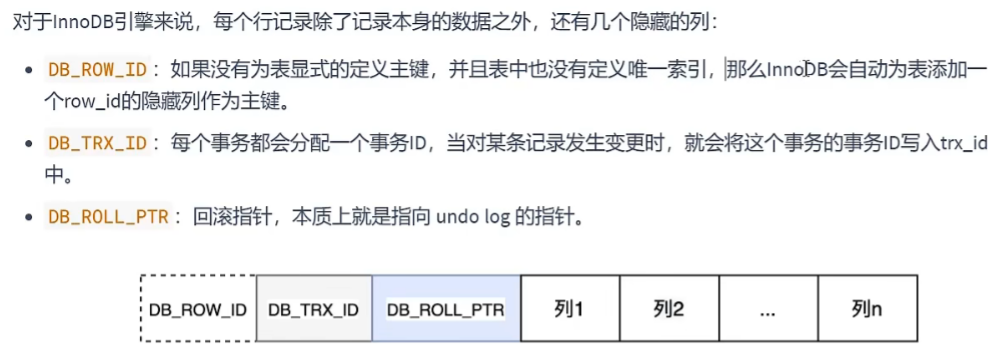 对于InnoDB引擎来说，每个行记录除了记录本身的数据之外，还有几个隐藏的列：
• DB_ROW_ID：如果没有为表显式的定义主键，并且表中也没有定义唯一索引，那么InnoDB会自动为表添加一
个row_id的隐藏列作为主键。
• DB_TRX_ID：每个事务都会分配一个事务ID，当对某条记录发生变更时，就会将这个事务的事务ID写入trx_id
中。
• DB_ROLL_PTR：回滚指针，本质上就是指向 undo log 的指针。
DB_ROW_ID DB_TRX_ID DB_ROLL_PTR 列1 列2 ... 列n